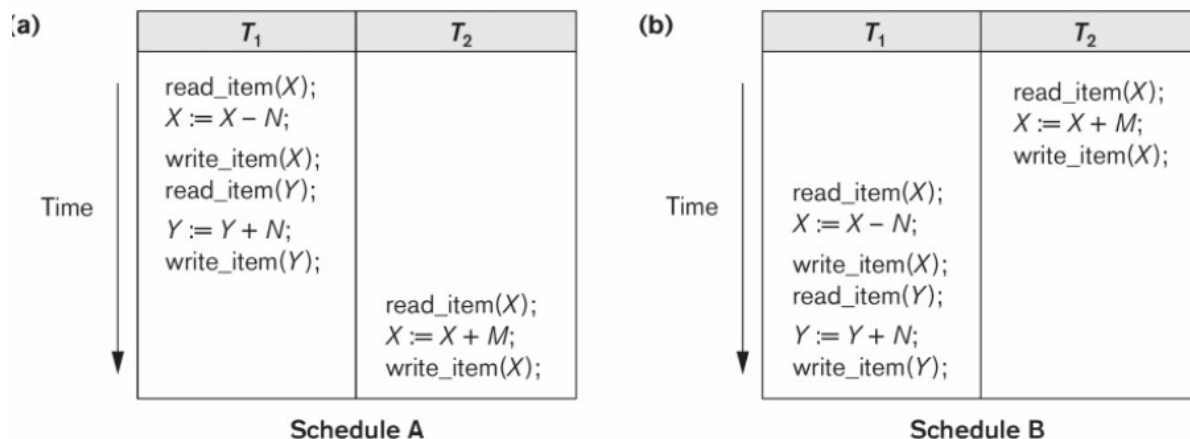 (a)
T1 T2
read_item(X);
X := X – N;
write_item(X);
read_item(Y);
Y := Y + N;
write_item(Y);
read_item(X);
X := X + M;
write_item(X);
Time
Schedule A
(b)
T1 T2
read_item(X);
X := X + M;
write_item(X);
read_item(X);
X := X – N;
write_item(X);
read_item(Y);
Y := Y + N;
write_item(Y);
Time
Schedule B